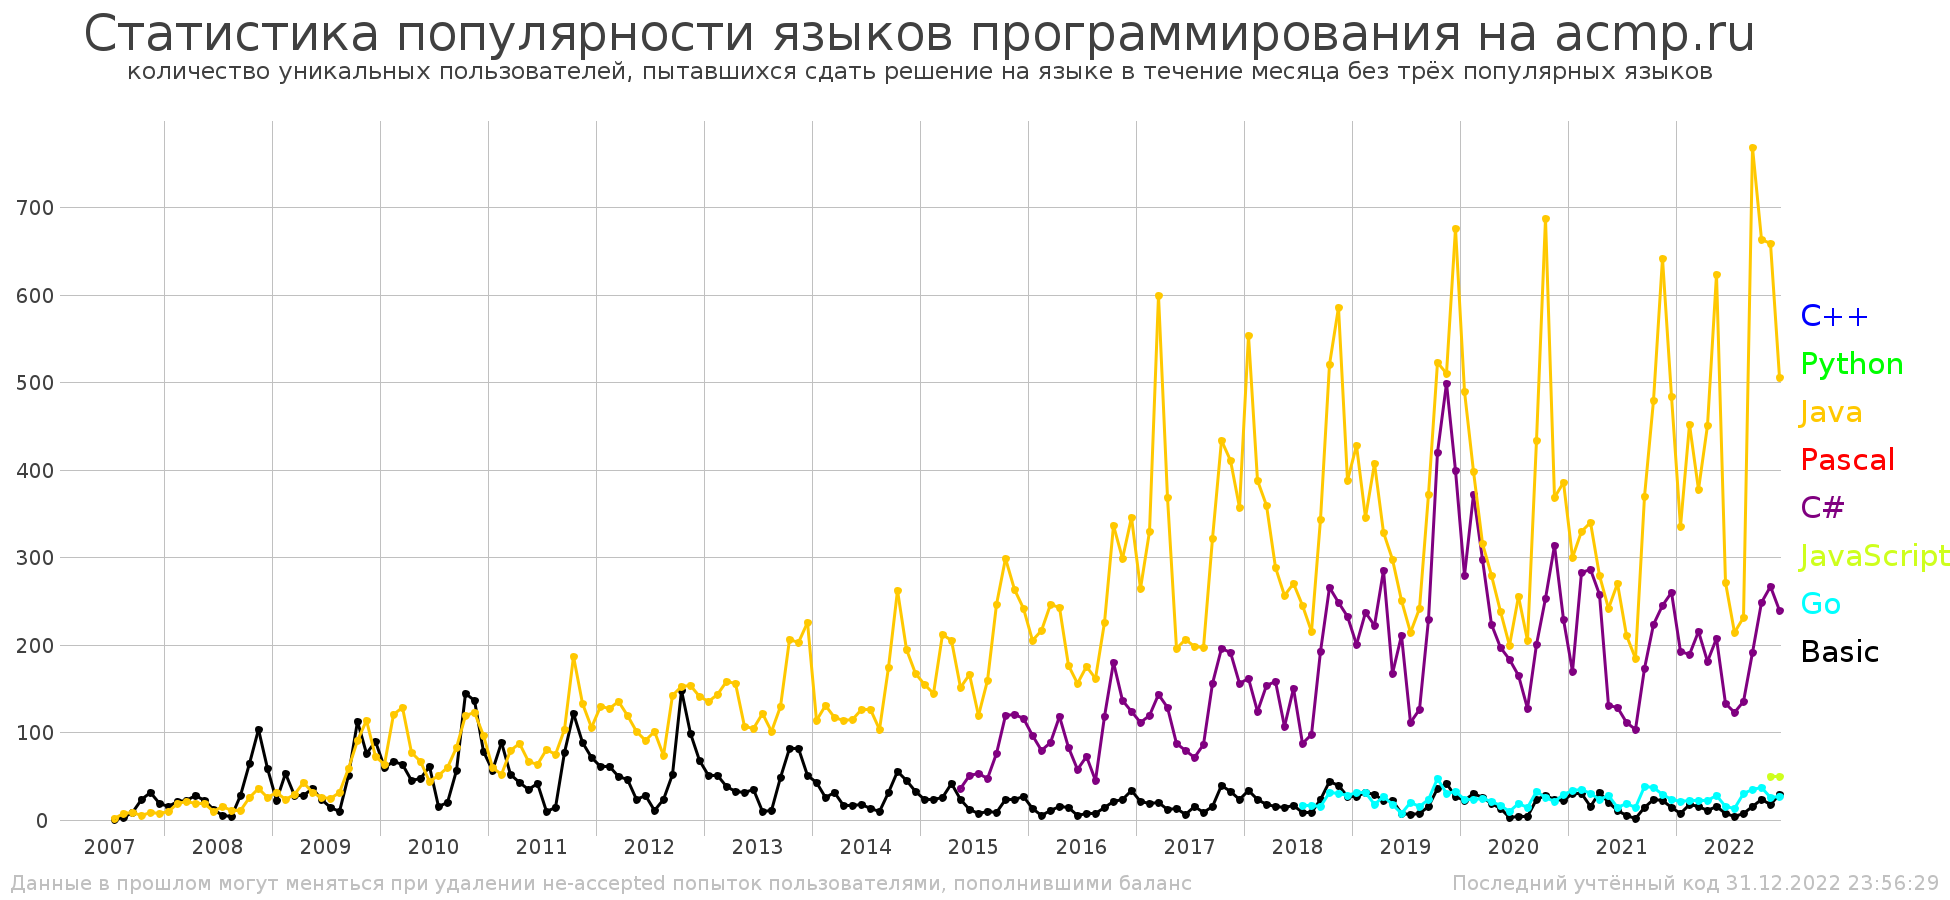 Статистика популярности языков программирования на acmp.ru
количество уникальных пользователей, пытавшихся сдать решение на языке в течение месяца без трёх популярных языков
700
600
500
400
300
200
100
0
C++
Python
Java
Pascal
C#
JavaScript
Go
Basic
2007 2008 2009 2010 2011 2012 2013 2014 2015 2016 2017 2018 2019 2020 2021 2022
Данные в прошлом могут меняться при удалении не-accepted попыток пользователями, пополнившими баланс
Последний учтённый код 31.12.2022 23:56:29